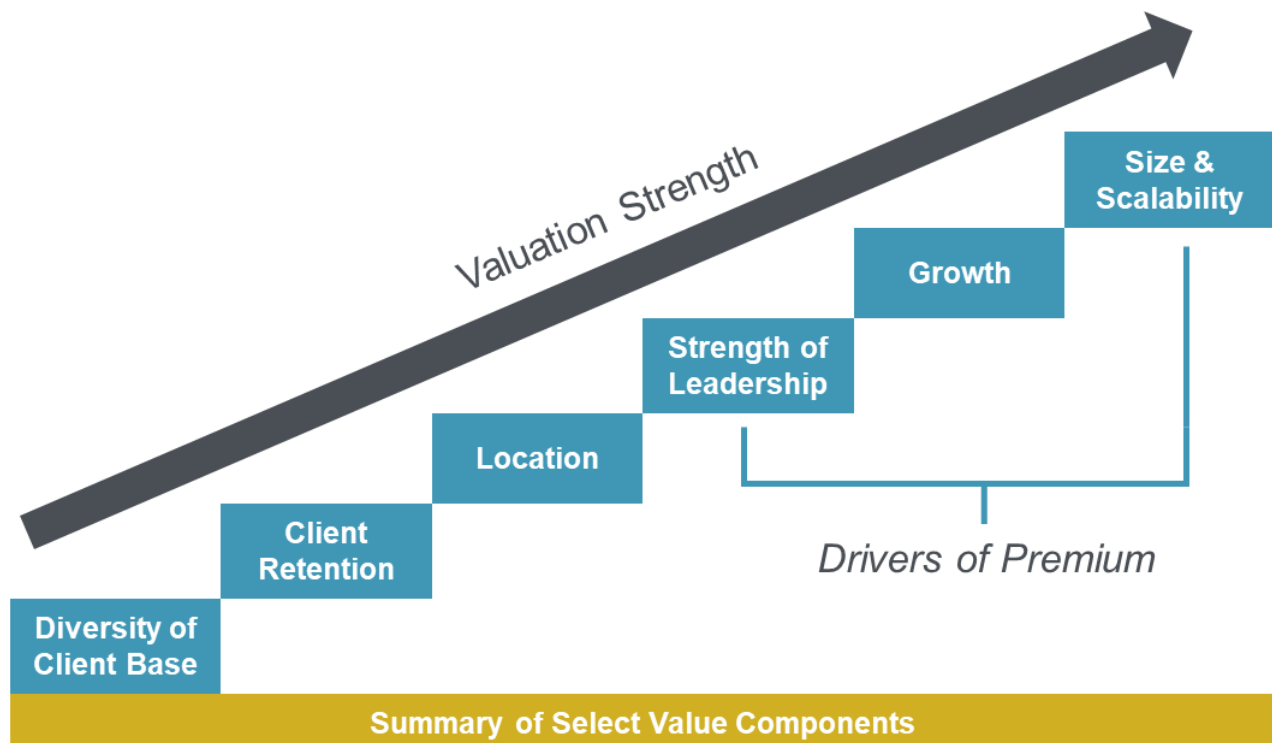 Valuation Strength
Size &
Scalability
Growth
Strength of
Leadership
Location
Client
Retention
Diversity of
Client Base
Drivers of Premium
Summary of Select Value Components